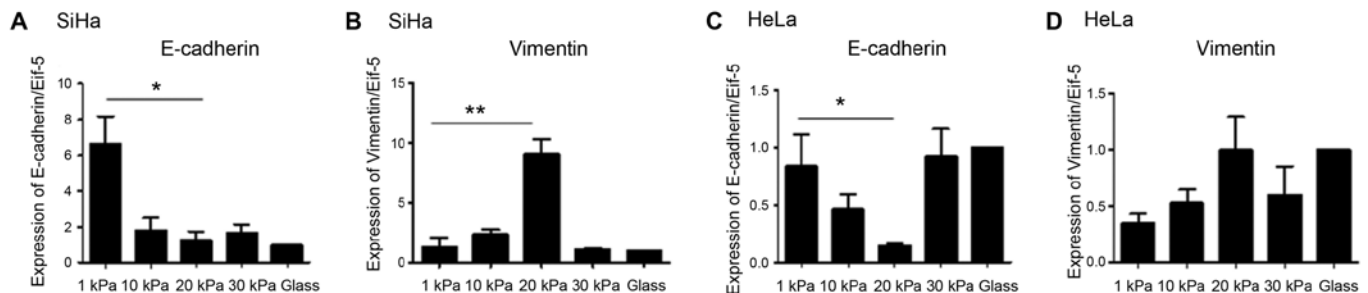 A SiHa
E-cadherin
Expression of E-cadherin/Eif-5
10
8
6
4
2
0
*
1 kPa 10 kPa 20 kPa 30 kPa Glass
B SiHa
Vimentin
Expression of Vimentin/Eif-5
15
10
5
0
**
1 kPa 10 kPa 20 kPa 30 kPa Glass
C HeLa
E-cadherin
Expression of E-cadherin/Eif-5
1.5
1.0
0.5
0.0
*
1 kPa 10 kPa 20 kPa 30 kPa Glass
D HeLa
Vimentin
Expression of Vimentin/Eif-5
1.5
1.0
0.5
0.0
1 kPa 10 kPa 20 kPa 30 kPa Glass